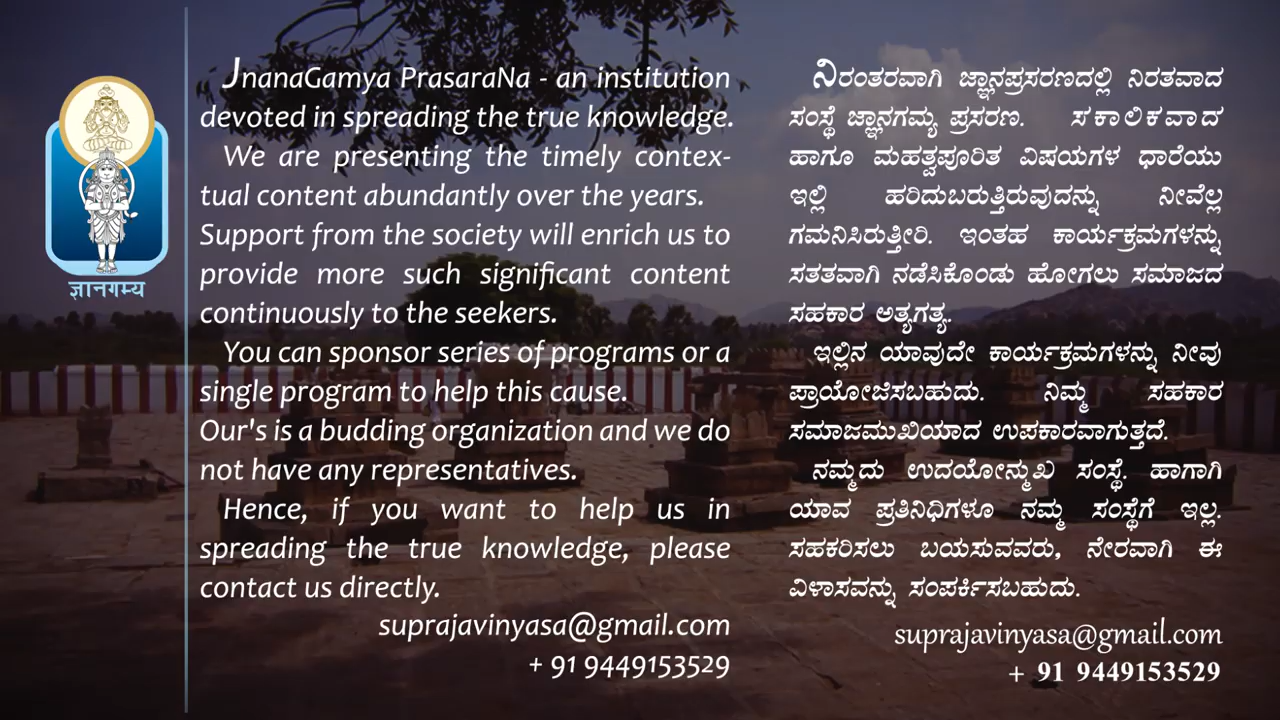 ज्ञानगम्य
JnanaGamya PrasaraNa - an institution
devoted in spreading the true knowledge.
We are presenting the timely contex-
tual content abundantly over the years.
Support from the society will enrich us to
provide more such significant content
continuously to the seekers.
You can sponsor series of programs or a
single program to help this cause.
Our's is a budding organization and we do
not have any representatives.
Hence, if you want to help us in
spreading the true knowledge, please
contact us directly.
suprajavinyasa@gmail.com
+ 91 9449153529
ನಿರಂತರವಾಗಿ ಜ್ಞಾನಪ್ರಸರಣದಲ್ಲಿ ನಿರತವಾದ
ಸಂಸ್ಥೆ ಜ್ಞಾನಗಮ್ಯ ಪ್ರಸರಣ. ಸಕಾಲಿಕವಾದ
ಹಾಗೂ ಮಹತ್ವಪೂರಿತ ವಿಷಯಗಳ ಧಾರೆಯು
ಇಲ್ಲಿ ಹರಿದುಬರುತ್ತಿರುವುದನ್ನು ನೀವೆಲ್ಲ
ಗಮನಿಸಿರುತ್ತೀರಿ. ಇಂತಹ ಕಾರ್ಯಕ್ರಮಗಳನ್ನು
ಸತತವಾಗಿ ನಡೆಸಿಕೊಂಡು ಹೋಗಲು ಸಮಾಜದ
ಸಹಕಾರ ಅತ್ಯಗತ್ಯ.
ಇಲ್ಲಿನ ಯಾವುದೇ ಕಾರ್ಯಕ್ರಮಗಳನ್ನು ನೀವು
ಪ್ರಾಯೋಜಿಸಬಹುದು. ನಿಮ್ಮ ಸಹಕಾರ
ಸಮಾಜಮುಖಿಯಾದ ಉಪಕಾರವಾಗುತ್ತದೆ.
ನಮ್ಮದು ಉದಯೋನ್ಮುಖ ಸಂಸ್ಥೆ. ಹಾಗಾಗಿ
ಯಾವ ಪ್ರತಿನಿಧಿಗಳೂ ನಮ್ಮ ಸಂಸ್ಥೆಗೆ ಇಲ್ಲ.
ಸಹಕರಿಸಲು ಬಯಸುವವರು, ನೇರವಾಗಿ ಈ
ವಿಳಾಸವನ್ನು ಸಂಪರ್ಕಿಸಬಹುದು.
suprajavinyasa@gmail.com
+ 91 9449153529